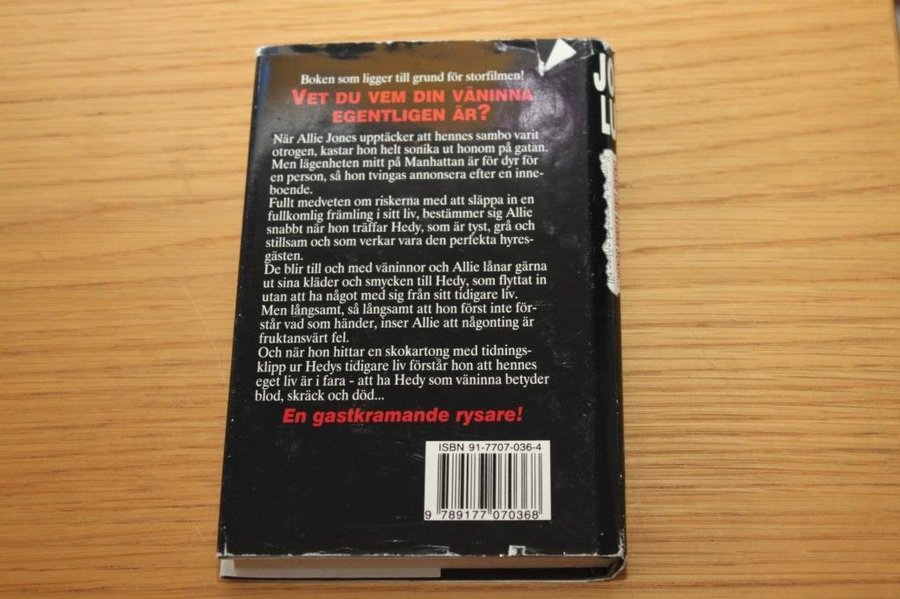 Boken som ligger till grund för storfilmen!
VET DU VEM DIN VÄNINNA
EGENTLIGEN ÄR?
När Allie Jones upptäcker att hennes sambo varit
otrogen, kastar hon helt sonika ut honom på gatan.
Men lägenheten mitt på Manhattan är för dyr för
en person, så hon tvingas annonsera efter en inne-
boende.
Fullt medveten om riskerna med att släppa in en
fullkomlig främling i sitt liv, bestämmer sig Allie
snabbt när hon träffar Hedy, som är tyst, grå och
stillsam och som verkar vara den perfekta hyres-
gästen.
De blir till och med väninnor och Allie lånar gärna
ut sina kläder och smycken till Hedy, som flyttat in
utan att ha något med sig från sitt tidigare liv.
Men långsamt, så långsamt att hon först inte för-
står vad som händer, inser Allie att någonting är
fruktansvärt fel.
Och när hon hittar en skokartong med tidnings-
klipp ur Hedys tidigare liv förstår hon att hennes
eget liv är i fara - att ha Hedy som väninna betyder
blod, skräck och död...
En gastkramande rysare!
ISBN 91-7707-036-4
9 789177 070368